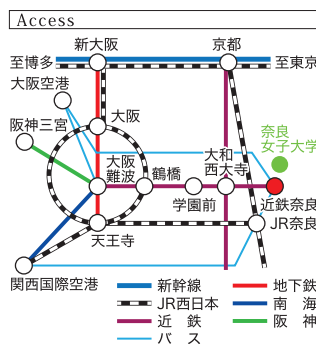 Access
新大阪
京都
至博多
至東京
大阪空港
大阪
阪神三宮
奈良
女子大学
大阪
難波
鶴橋
大和
西大寺
学園前
近鉄奈良
JR奈良
天王寺
関西国際空港
新幹線
地下鉄
JR西日本
南 海
近 鉄
阪 神
バ ス